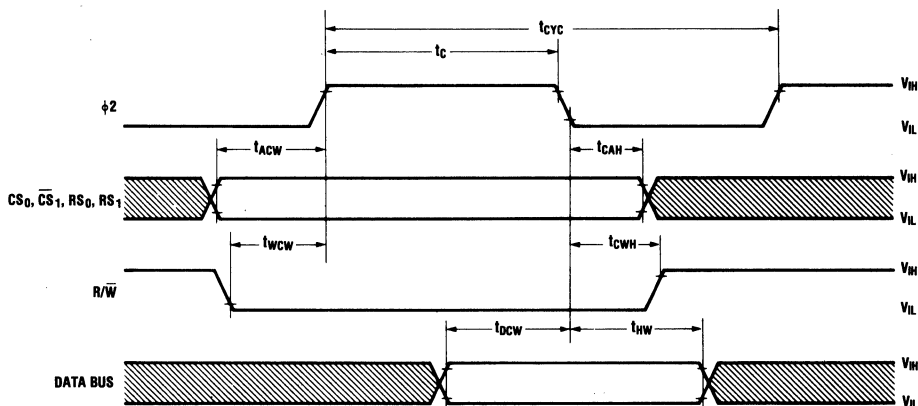 tCYC
tC
VIH
ϕ2
VIL
tACW
tCAH
VIH
CS0, C̅S̅1, RS0, RS1
VIL
tWCW
tCWH
VIH
R/W̅
VIL
tDCW
tHW
VIH
DATA BUS
VIL